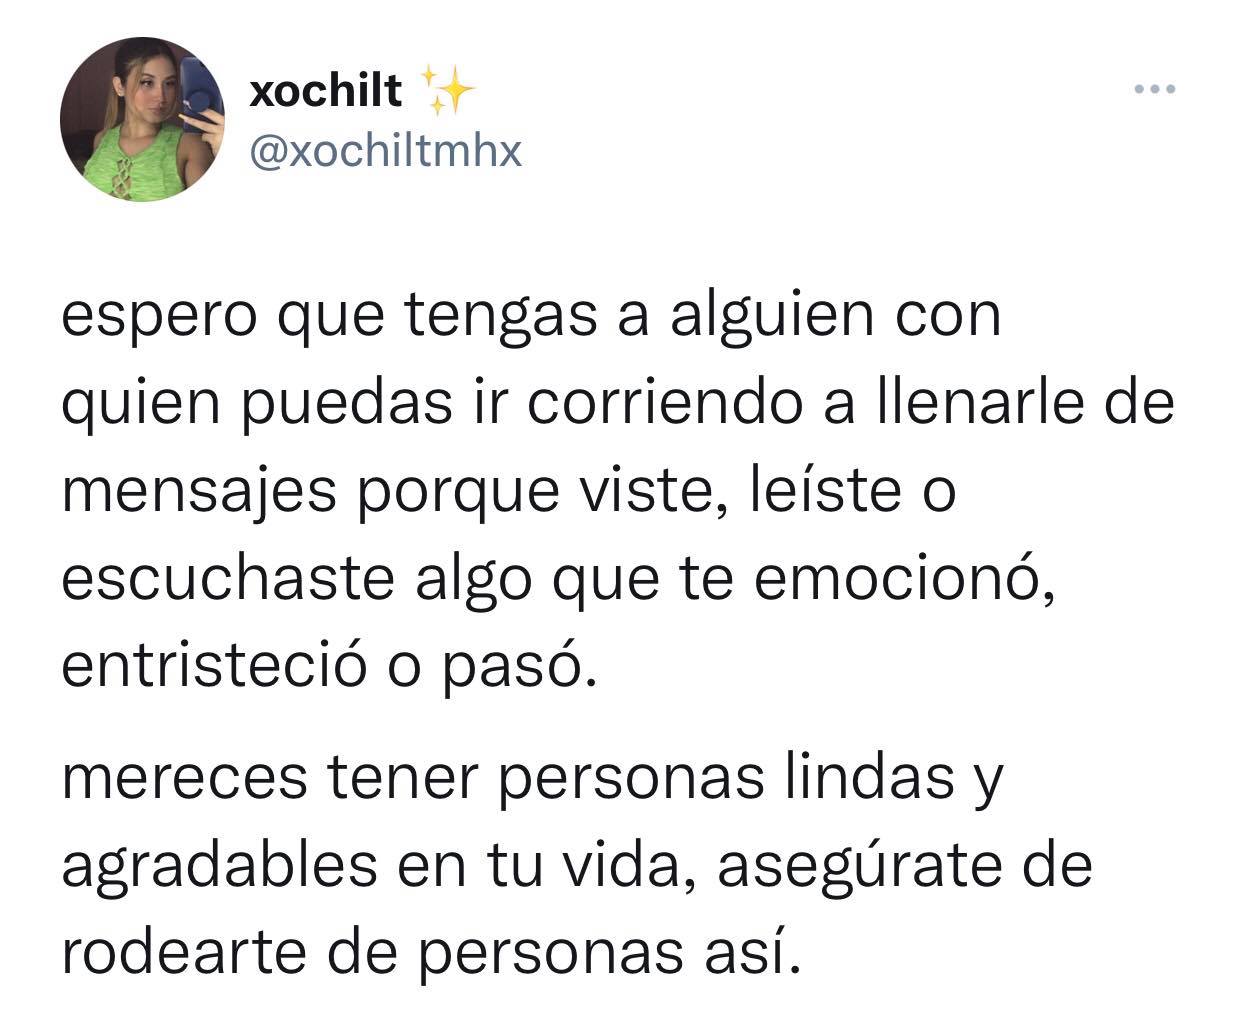 xochilt ✨
@xochiltmhx
espero que tengas a alguien con
quien puedas ir corriendo a llenarle de
mensajes porque viste, leíste o
escuchaste algo que te emocionó,
entristeció o pasó.
mereces tener personas lindas y
agradables en tu vida, asegúrate de
rodearte de personas así.